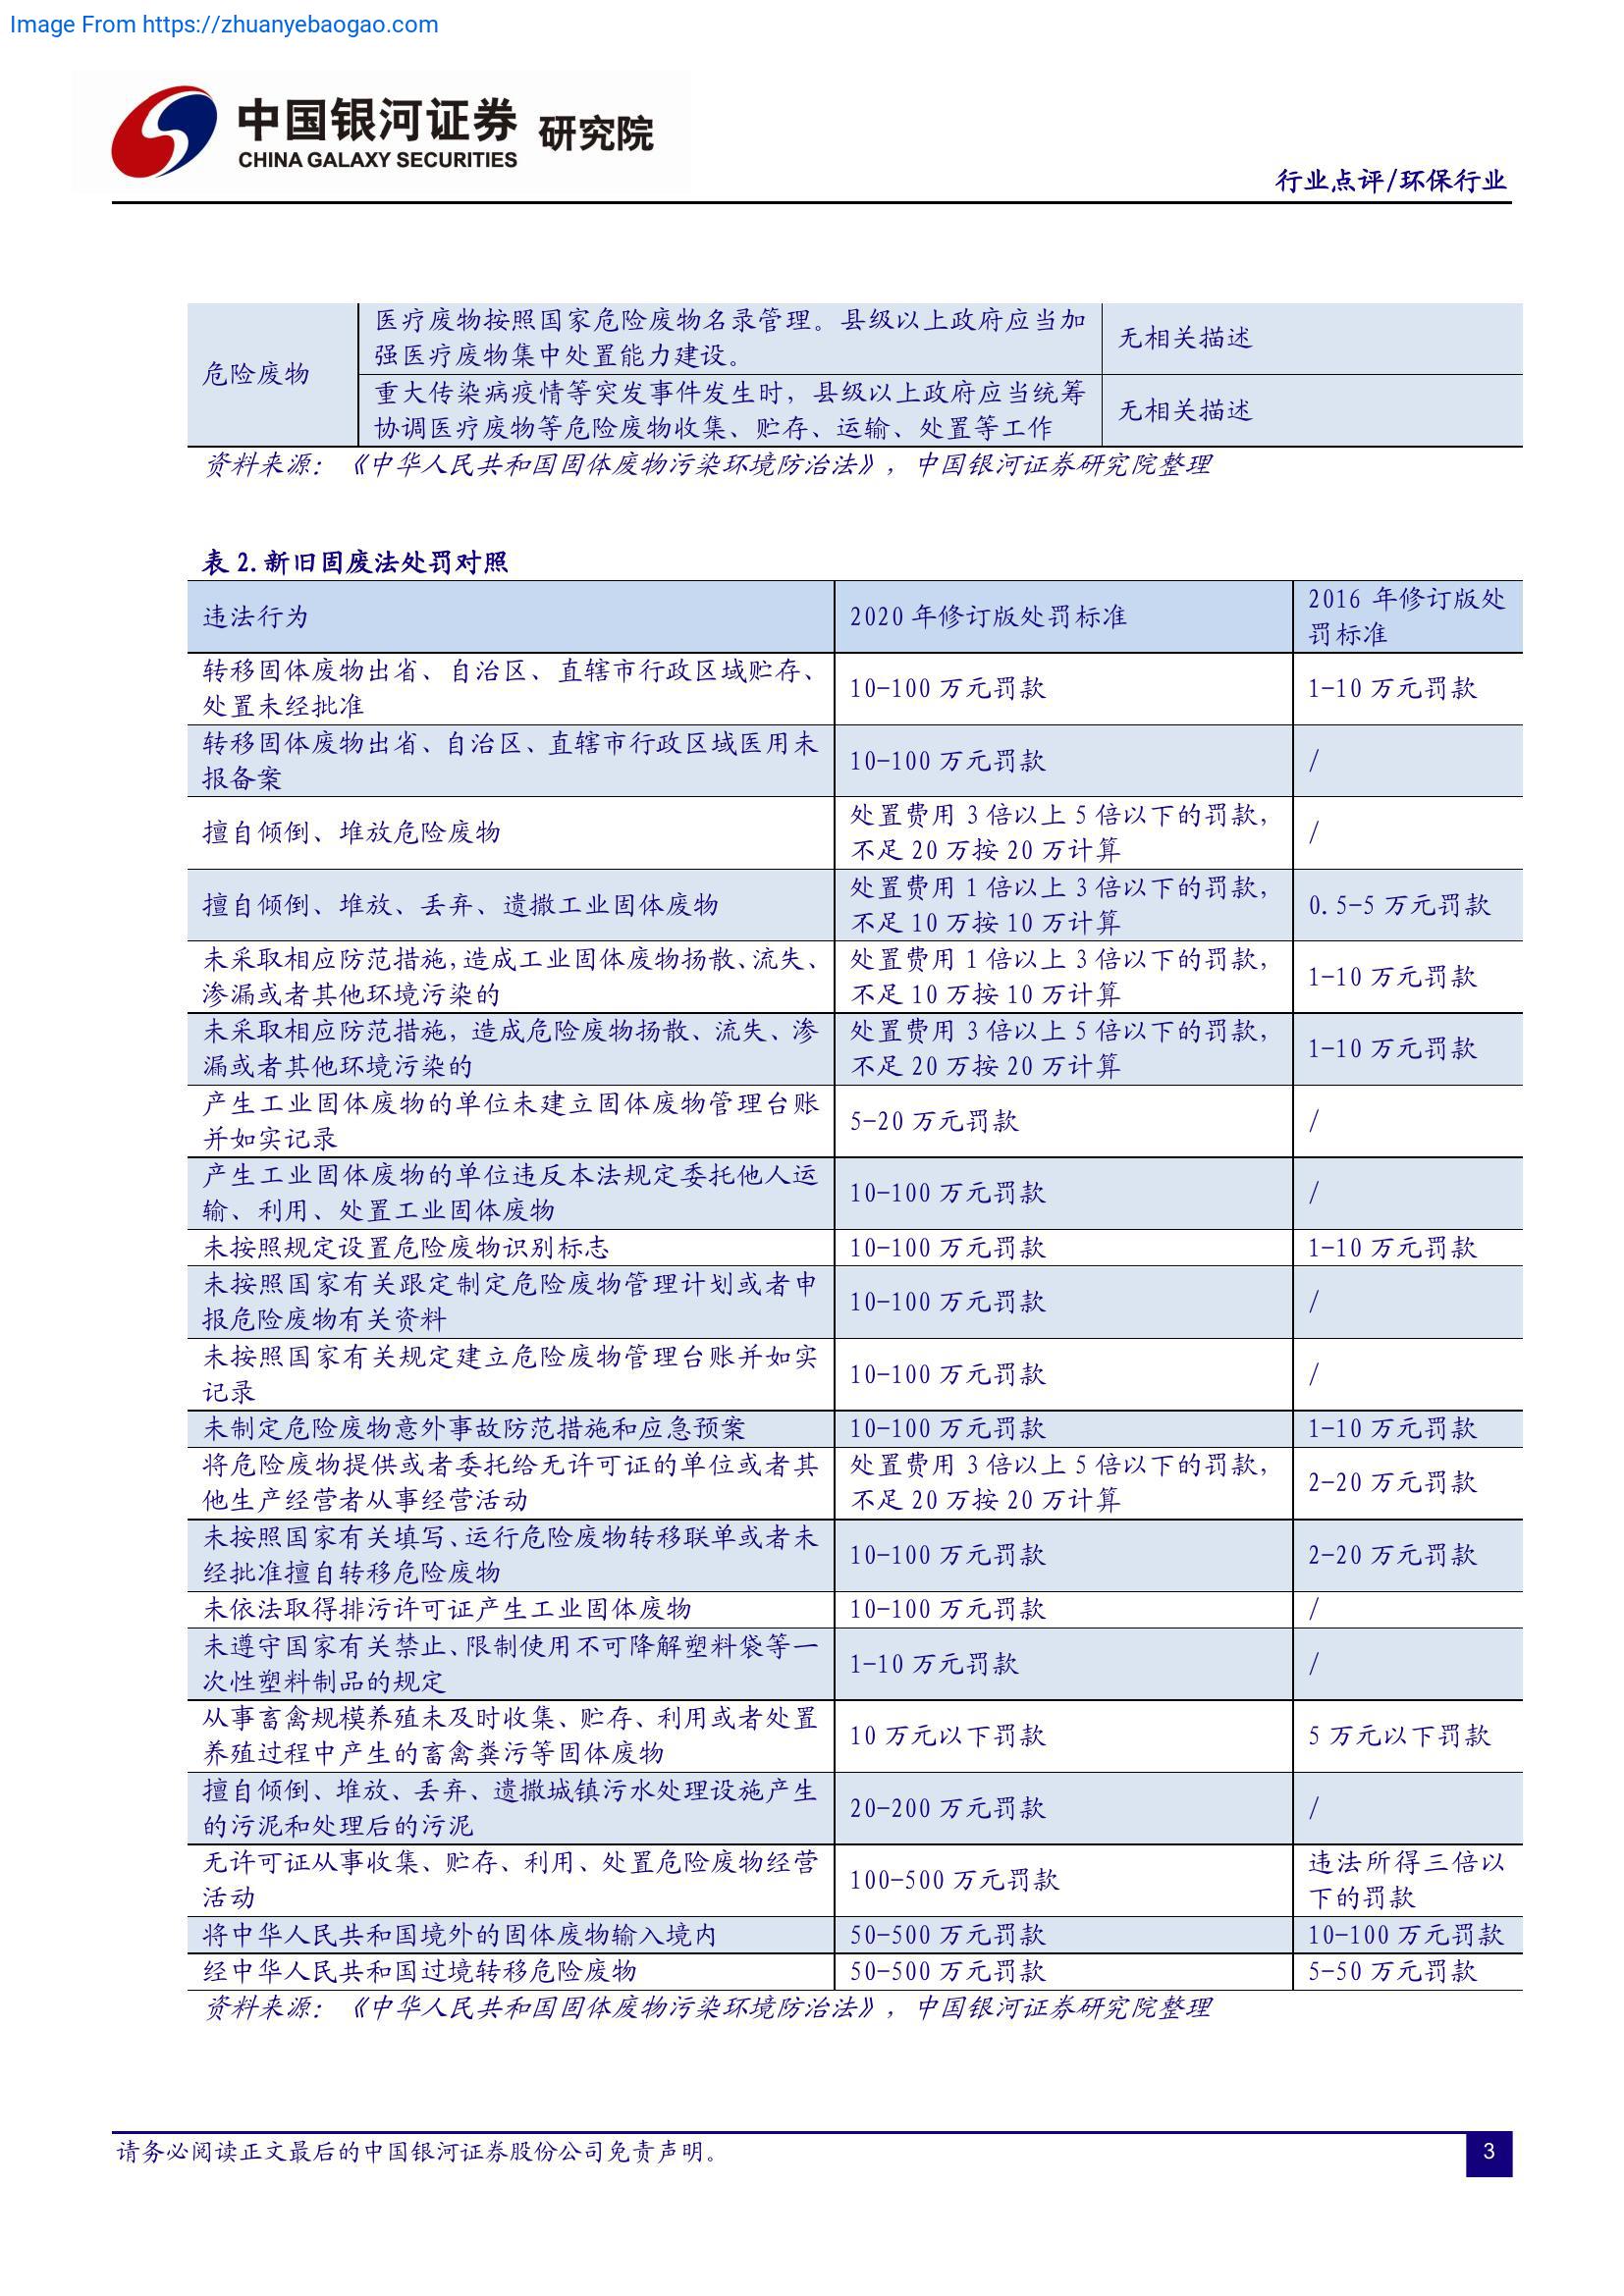 Image From https://zhuanyebaogao.com
中国银河证券 研究院
CHINA GALAXY SECURITIES
行业点评/环保行业
危险废物
医疗废物按照国家危险废物名录管理。县级以上政府应当加
强医疗废物集中处置能力建设。
无相关描述
重大传染病疫情等突发事件发生时，县级以上政府应当统筹
协调医疗废物等危险废物收集、贮存、运输、处置等工作
无相关描述
资料来源：《中华人民共和国固体废物污染环境防治法》，中国银河证券研究院整理
表 2.新旧固废法处罚对照
违法行为
2020 年修订版处罚标准
2016 年修订版处
罚标准
转移固体废物出省、自治区、直辖市行政区域贮存、
处置未经批准
10-100 万元罚款
1-10 万元罚款
转移固体废物出省、自治区、直辖市行政区域医用未
报备案
10-100 万元罚款
/
擅自倾倒、堆放危险废物
处置费用 3 倍以上 5 倍以下的罚款，
不足 20 万按 20 万计算
/
擅自倾倒、堆放、丢弃、遗撒工业固体废物
处置费用 1 倍以上 3 倍以下的罚款，
不足 10 万按 10 万计算
0.5-5 万元罚款
未采取相应防范措施，造成工业固体废物扬散、流失、
渗漏或者其他环境污染的
处置费用 1 倍以上 3 倍以下的罚款，
不足 10 万按 10 万计算
1-10 万元罚款
未采取相应防范措施，造成危险废物扬散、流失、渗
漏或者其他环境污染的
处置费用 3 倍以上 5 倍以下的罚款，
不足 20 万按 20 万计算
1-10 万元罚款
产生工业固体废物的单位未建立固体废物管理台账
并如实记录
5-20 万元罚款
/
产生工业固体废物的单位违反本法规定委托他人运
输、利用、处置工业固体废物
10-100 万元罚款
/
未按照规定设置危险废物识别标志
10-100 万元罚款
1-10 万元罚款
未按照国家有关跟定制定危险废物管理计划或者申
报危险废物有关资料
10-100 万元罚款
/
未按照国家有关规定建立危险废物管理台账并如实
记录
10-100 万元罚款
/
未制定危险废物意外事故防范措施和应急预案
10-100 万元罚款
1-10 万元罚款
将危险废物提供或者委托给无许可证的单位或者其
他生产经营者从事经营活动
处置费用 3 倍以上 5 倍以下的罚款，
不足 20 万按 20 万计算
2-20 万元罚款
未按照国家有关填写、运行危险废物转移联单或者未
经批准擅自转移危险废物
10-100 万元罚款
2-20 万元罚款
未依法取得排污许可证产生工业固体废物
10-100 万元罚款
/
未遵守国家有关禁止、限制使用不可降解塑料袋等一
次性塑料制品的规定
1-10 万元罚款
/
从事畜禽规模养殖未及时收集、贮存、利用或者处置
养殖过程中产生的畜禽粪污等固体废物
10 万元以下罚款
5 万元以下罚款
擅自倾倒、堆放、丢弃、遗撒城镇污水处理设施产生
的污泥和处理后的污泥
20-200 万元罚款
/
无许可证从事收集、贮存、利用、处置危险废物经营
活动
100-500 万元罚款
违法所得三倍以
下的罚款
将中华人民共和国境外的固体废物输入境内
50-500 万元罚款
10-100 万元罚款
经中华人民共和国过境转移危险废物
50-500 万元罚款
5-50 万元罚款
资料来源：《中华人民共和国固体废物污染环境防治法》，中国银河证券研究院整理
请务必阅读正文最后的中国银河证券股份公司免责声明。
3